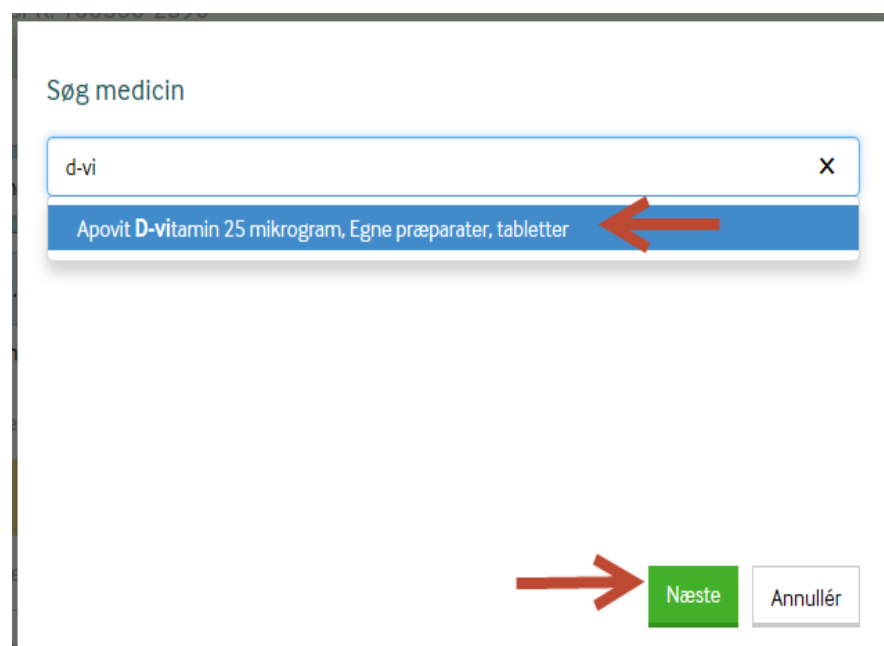 Søg medicin
d-vi
Apovit D-vitamin 25 mikrogram, Egne præparater, tabletter
Næste
Annullér